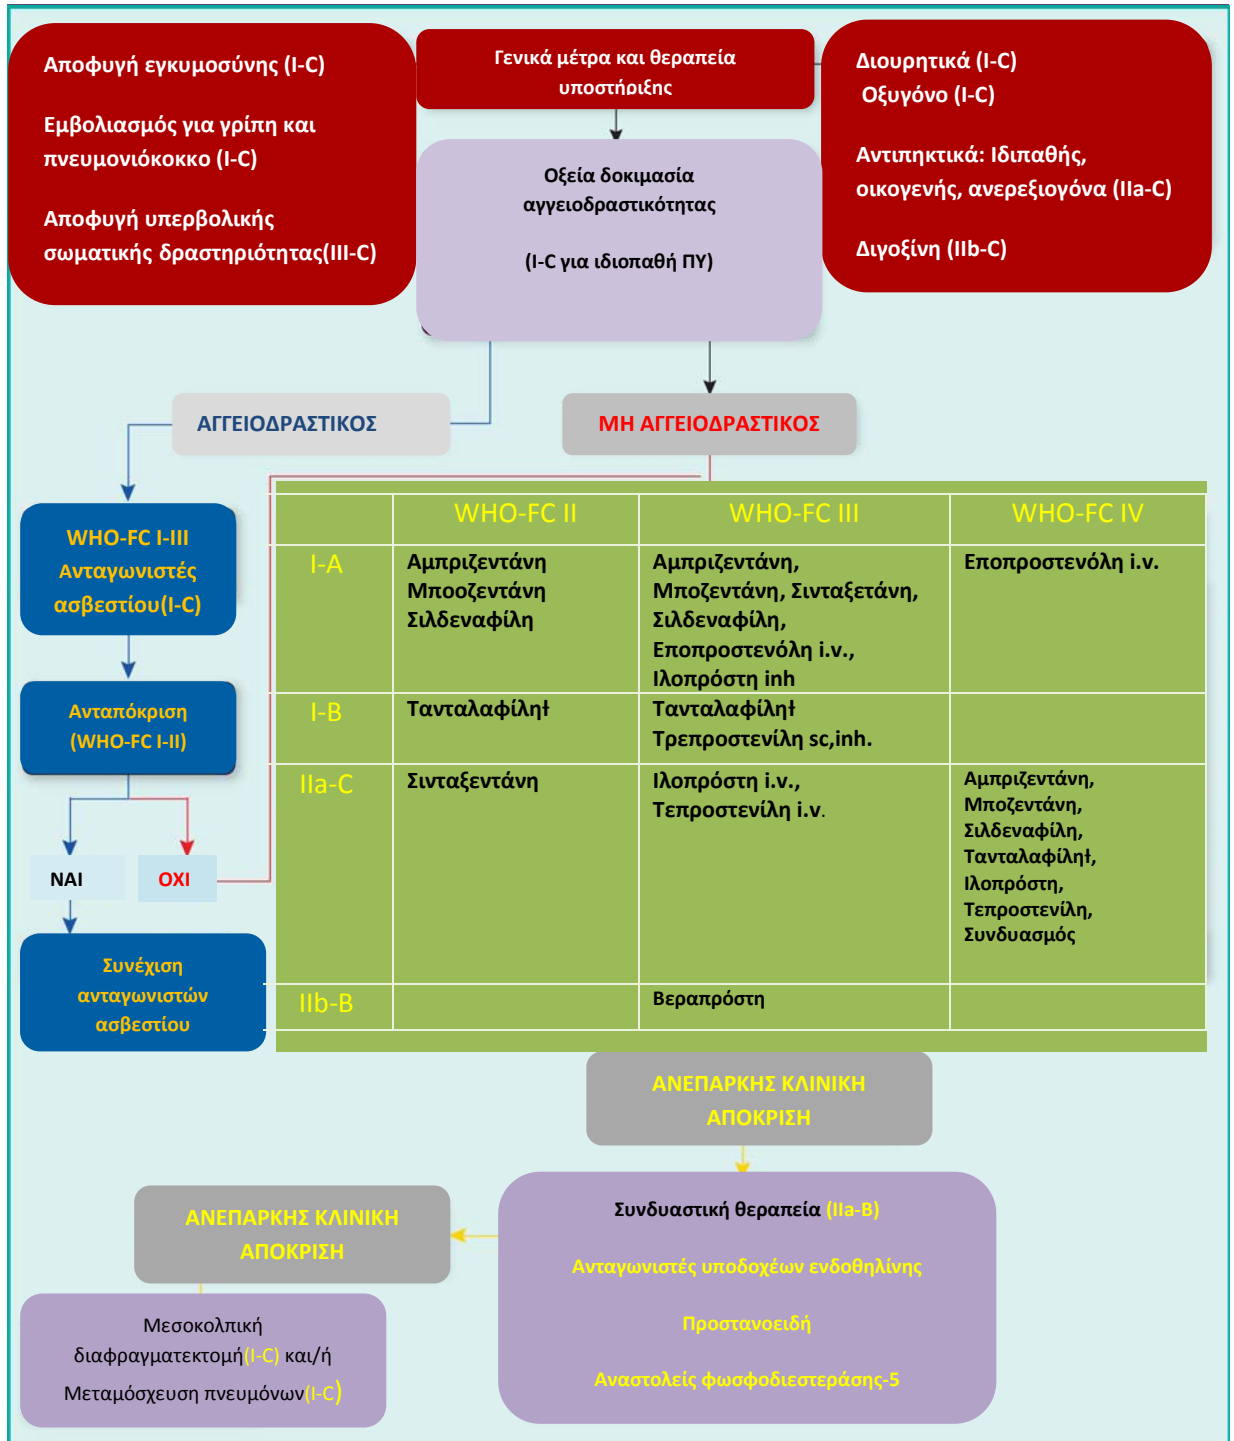 Αποφυγή εγκυμοσύνης (I-C)
Εμβολιασμός για γρίπη και
πνευμονιόκοκκο (I-C)
Αποφυγή υπερβολικής
σωματικής δραστηριότητας(III-C)
Γενικά μέτρα και θεραπεία
υποστήριξης
Διουρητικά (I-C)
Οξυγόνο (I-C)
Αντιπηκτικά: Ιδιπαθής,
οικογενής, ανερεξιογόνα (IIa-C)
Διγοξίνη (IIb-C)
Οξεία δοκιμασία
αγγειοδραστικότητας
(I-C για ιδιοπαθή ΠΥ)
ΑΓΓΕΙΟΔΡΑΣΤΙΚΟΣ
ΜΗ ΑΓΓΕΙΟΔΡΑΣΤΙΚΟΣ
WHO-FC I-III
Ανταγωνιστές
ασβεστίου(I-C)
Ανταπόκριση
(WHO-FC I-II)
ΝΑΙ
ΟΧΙ
Συνέχιση
ανταγωνιστών
ασβεστίου
WHO-FC II
WHO-FC III
WHO-FC IV
I-A
Αμπριζεντάνη
Μποοζεντάνη
Σιλδεναφίλη
Αμπριζεντάνη,
Μποζεντάνη, Σινταξετάνη,
Σιλδεναφίλη,
Εποπροστενόλη i.v.,
Ιλοπρόστη inh
Εποπροστενόλη i.v.
I-B
Τανταλαφίληƚ
Τανταλαφίληƚ
Τρεπροστενίλη sc,inh.
IIa-C
Σινταξεντάνη
Ιλοπρόστη i.v.,
Τεπροστενίλη i.v.
Αμπριζεντάνη,
Μποζεντάνη,
Σιλδεναφίλη,
Τανταλαφίληƚ,
Ιλοπρόστη,
Τεπροστενίλη,
Συνδυασμός
IIb-B
Βεραπρόστη
ΑΝΕΠΑΡΚΗΣ ΚΛΙΝΙΚΗ
ΑΠΟΚΡΙΣΗ
Συνδυαστική θεραπεία (IIa-B)
Ανταγωνιστές υποδοχέων ενδοθηλίνης
Προστανοειδή
Αναστολείς φωσφοδιεστεράσης-5
ΑΝΕΠΑΡΚΗΣ ΚΛΙΝΙΚΗ
ΑΠΟΚΡΙΣΗ
Μεσοκολπική
διαφραγματεκτομή(I-C) και/ή
Μεταμόσχευση πνευμόνων(I-C)